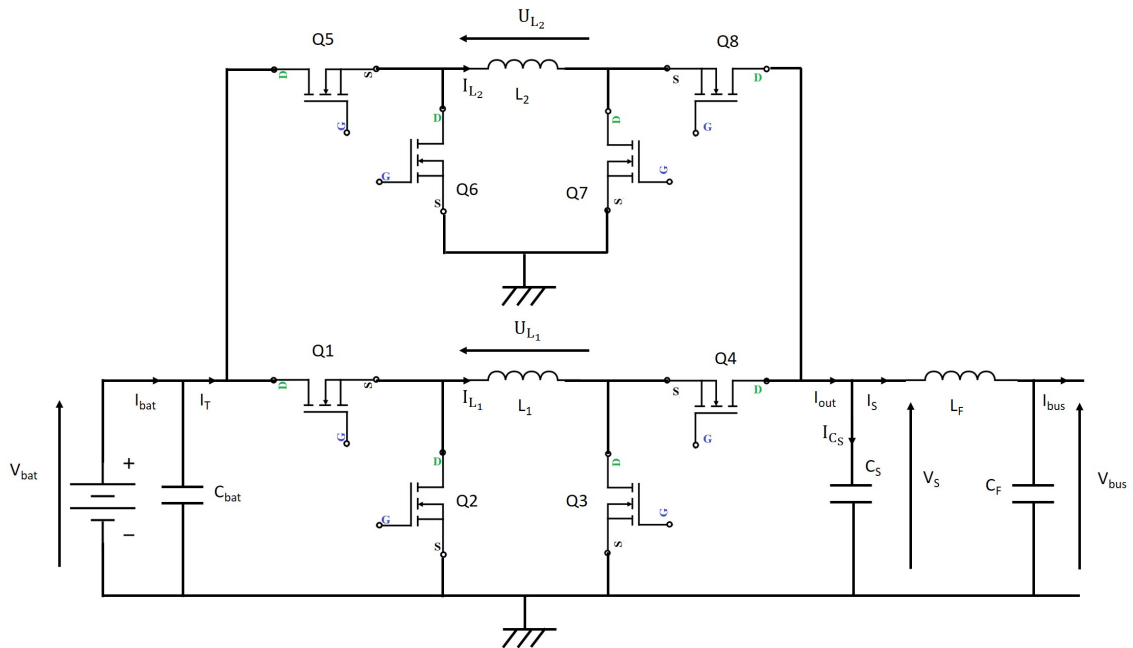 U_L₂
Q5
Q8
D
S
I_L₂
L₂
S
D
G
D
D
G
G
Q6
Q7
G
S
S
U_L₁
Q1
Q4
D
S
I_L₁
L₁
S
D
I_bat
I_T
I_out
I_S
L_F
I_bus
G
G
I_C_S
V_bat
+
D
D
C_S
V_S
C_F
V_bus
C_bat
G
Q2
Q3
G
−
S
S